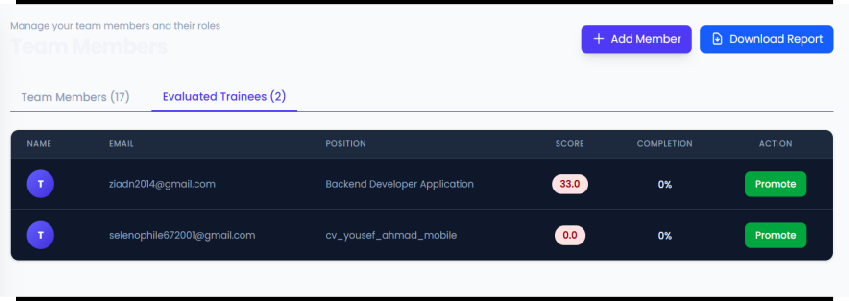 Manage your team members and their roles
Team Members
+ Add Member
Download Report
Team Members (17)
Evaluated Trainees (2)
NAME EMAIL POSITION SCORE COMPLETION ACTION
T ziadn2014@gmail.com Backend Developer Application 33.0 0% Promote
T selenophile672001@gmail.com cv_yousef_ahmad_mobile 0.0 0% Promote